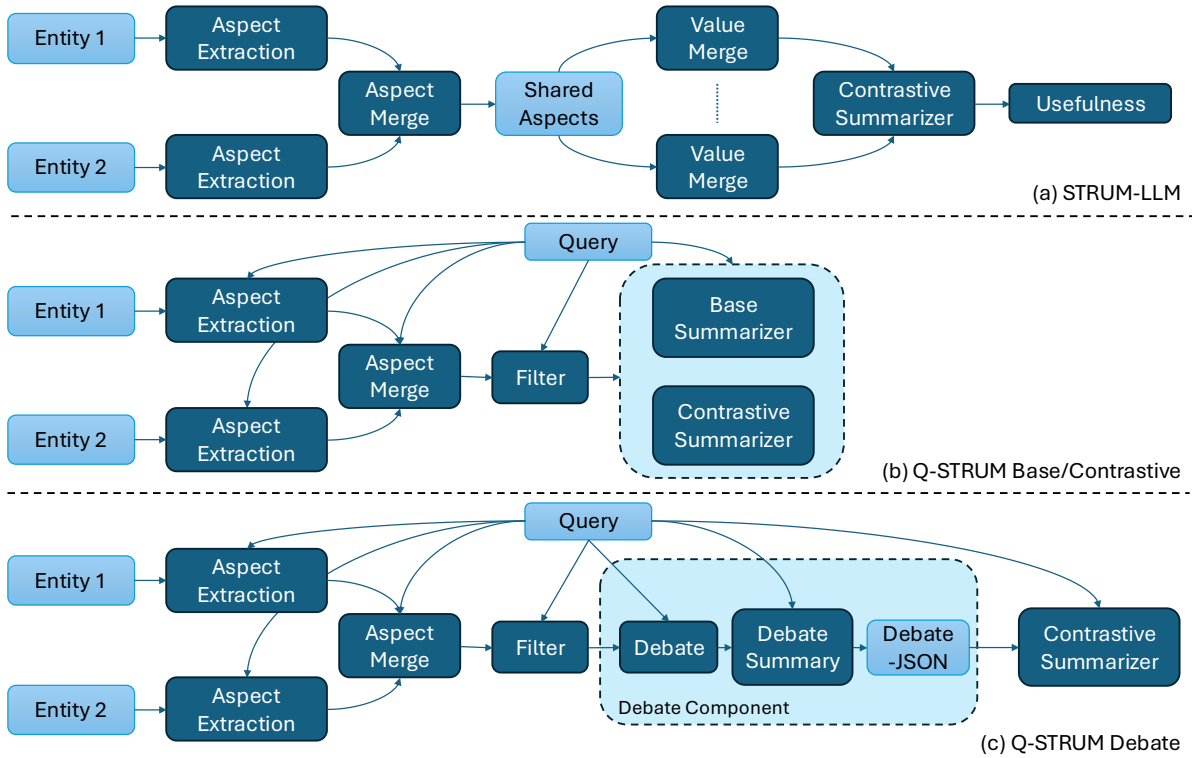 Entity 1
Aspect
Extraction
Entity 2
Aspect
Extraction
Aspect
Merge
Shared
Aspects
Value
Merge
Value
Merge
Contrastive
Summarizer
Usefulness
(a) STRUM-LLM
Query
Entity 1
Aspect
Extraction
Entity 2
Aspect
Extraction
Aspect
Merge
Filter
Base
Summarizer
Contrastive
Summarizer
(b) Q-STRUM Base/Contrastive
Query
Entity 1
Aspect
Extraction
Entity 2
Aspect
Extraction
Aspect
Merge
Filter
Debate
Debate
Summary
Debate
-JSON
Debate Component
Contrastive
Summarizer
(c) Q-STRUM Debate